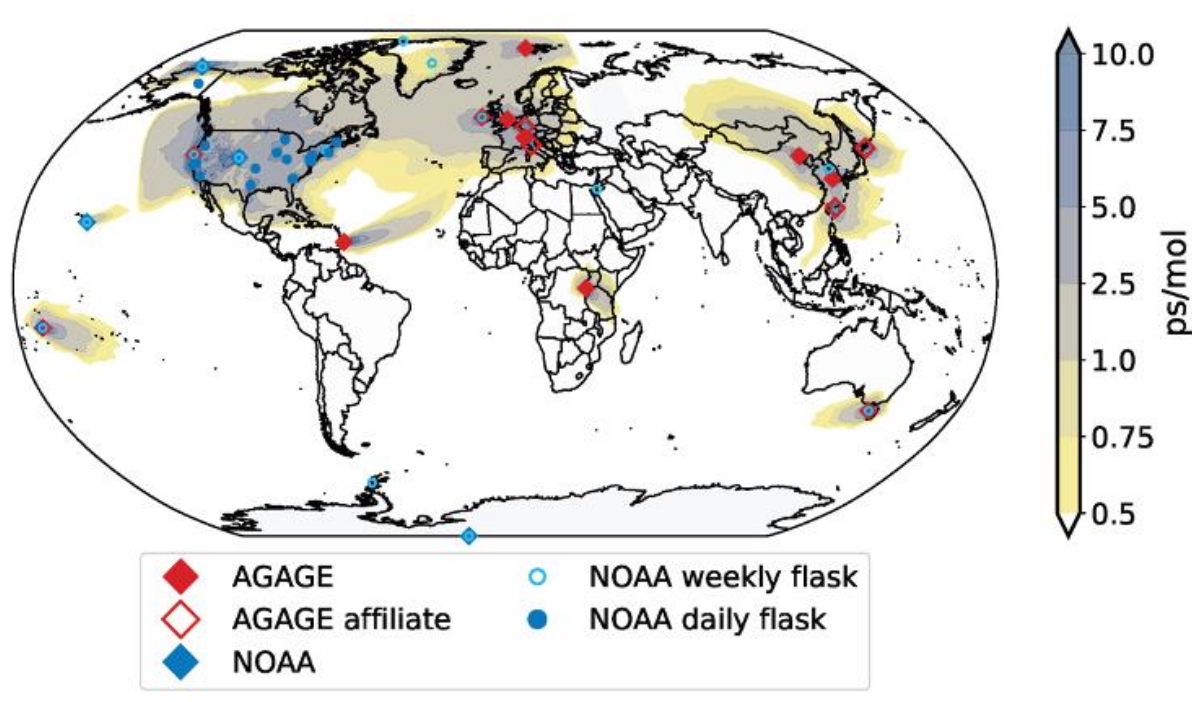 10.0
7.5
5.0
2.5
1.0
0.75
0.5
ps/mol
AGAGE
AGAGE affiliate
NOAA
NOAA weekly flask
NOAA daily flask